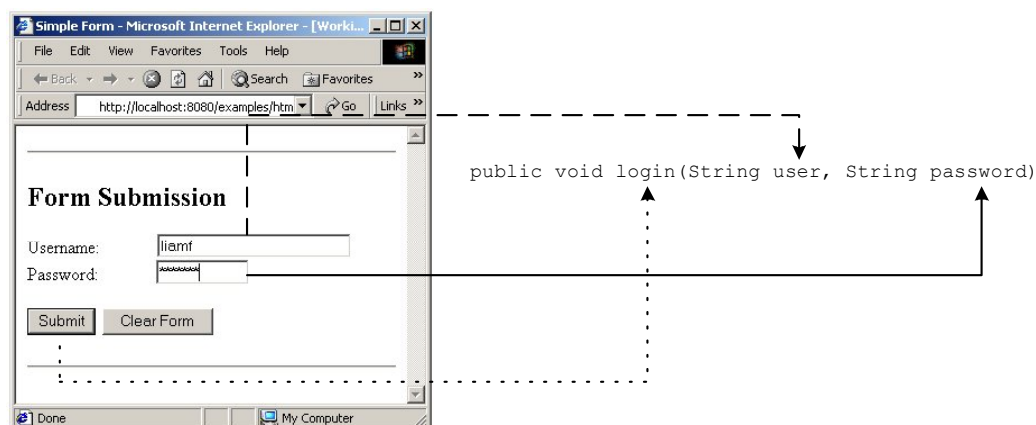 Simple Form - Microsoft Internet Explorer - [Worki...
File Edit View Favorites Tools Help
Back Search Favorites »
Address http://localhost:8080/examples/htm Go Links »
public void login(String user, String password)
Form Submission
Username: liamf
Password: *******
Submit Clear Form
Done My Computer